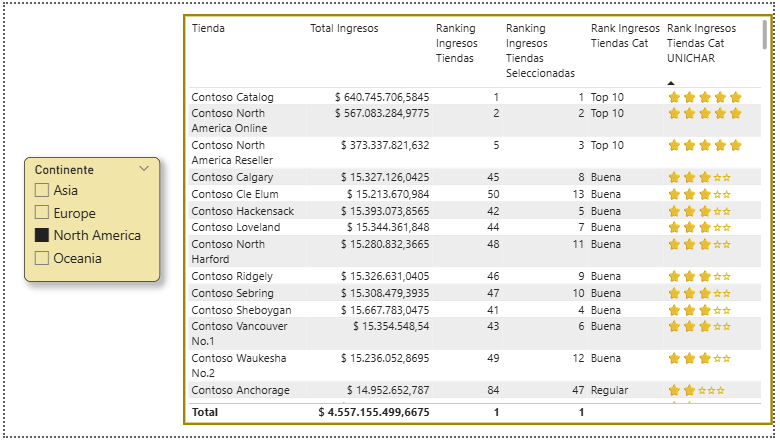 Tienda Total Ingresos Ranking Ingresos Tiendas Ranking Ingresos Tiendas Seleccionadas Rank Ingresos Tiendas Cat Rank Ingresos Tiendas Cat UNICHAR
Contoso Catalog $ 640.745.706,5845 1 1 Top 10 ★★★★★
Contoso North America Online $ 567.083.284,9775 2 2 Top 10 ★★★★★
Contoso North America Reseller $ 373.337.821,632 5 3 Top 10 ★★★★★
Contoso Calgary $ 15.327.126,0425 45 8 Buena ★★★☆☆
Contoso Cle Elum $ 15.213.670,984 50 13 Buena ★★★☆☆
Contoso Hackensack $ 15.393.073,8565 42 5 Buena ★★★☆☆
Contoso Loveland $ 15.344.361,848 44 7 Buena ★★★☆☆
Contoso North Harford $ 15.280.832,3665 48 11 Buena ★★★☆☆
Contoso Ridgely $ 15.326.631,0405 46 9 Buena ★★★☆☆
Contoso Sebring $ 15.308.479,3935 47 10 Buena ★★★☆☆
Contoso Sheboygan $ 15.667.783,0475 41 4 Buena ★★★☆☆
Contoso Vancouver No.1 $ 15.354.548,54 43 6 Buena ★★★☆☆
Contoso Waukesha No.2 $ 15.236.052,8695 49 12 Buena ★★★☆☆
Contoso Anchorage $ 14.952.652,787 84 47 Regular ★★☆☆☆
Total $ 4.557.155.499,6675 1 1
Continente
Asia
Europe
North America
Oceania